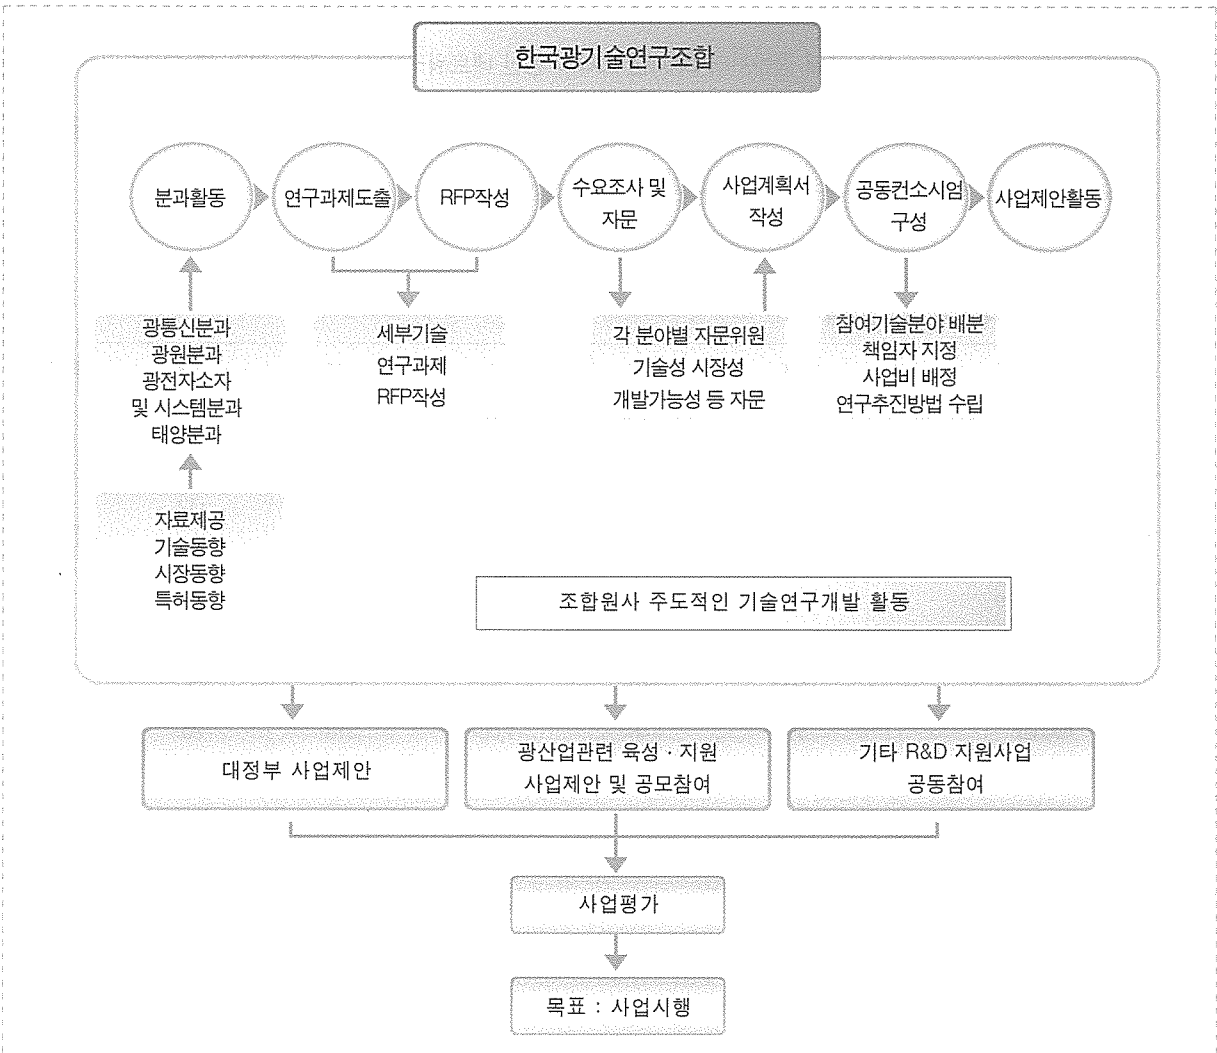 한국광기술연구조합
분과활동
연구과제도출
RFP작성
수요조사 및
자문
사업계획서
작성
공동컨소시엄
구성
사업제안활동
광통신분과
광원분과
광전자소자
및 시스템분과
태양분과
세부기술
연구과제
RFP작성
각 분야별 자문위원
기술성 시장성
개발가능성 등 자문
참여기술분야 배분
책임자 지정
사업비 배정
연구추진방법 수립
자료제공
기술동향
시장동향
특허동향
조합원사 주도적인 기술연구개발 활동
대정부 사업제안
광산업관련 육성 · 지원
사업제안 및 공모참여
기타 R&D 지원사업
공동참여
사업평가
목표 : 사업시행